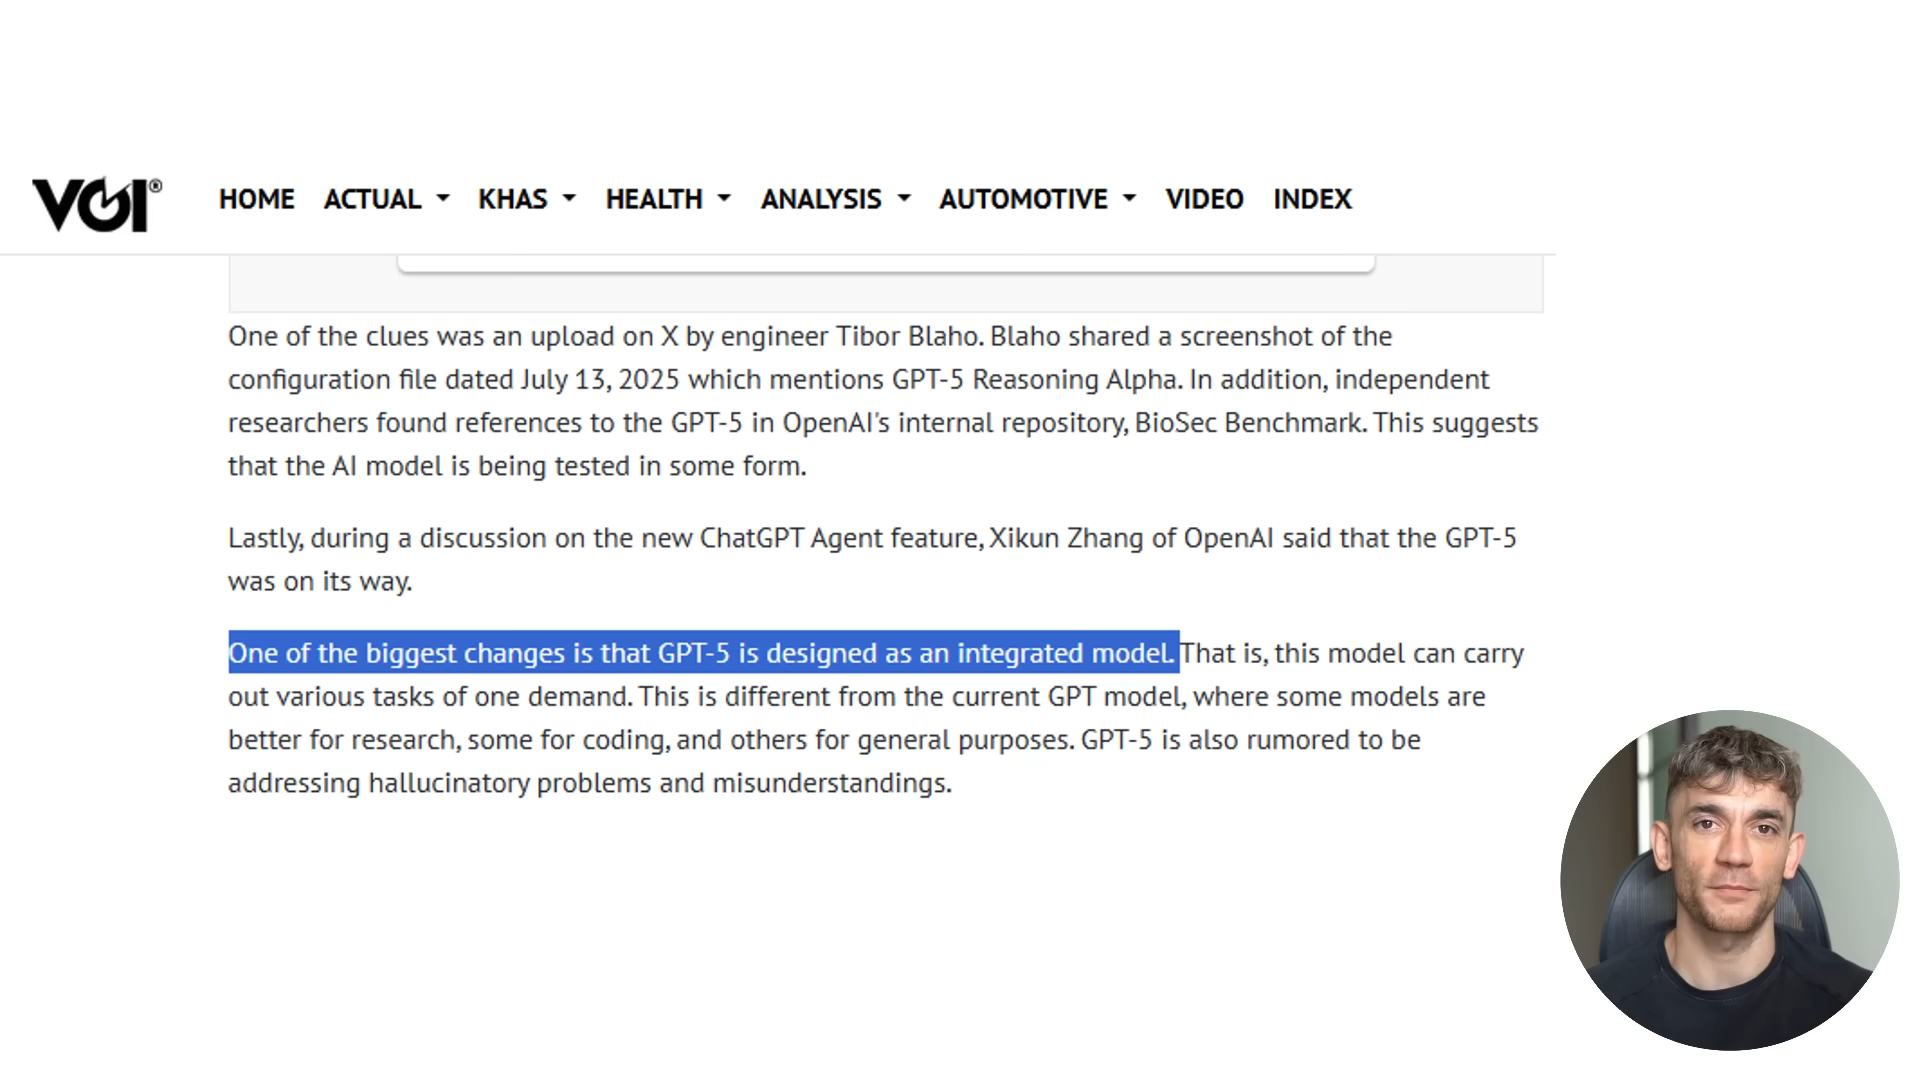 VOI®
HOME ACTUAL KHAS HEALTH ANALYSIS AUTOMOTIVE VIDEO INDEX
One of the clues was an upload on X by engineer Tibor Blaho. Blaho shared a screenshot of the
configuration file dated July 13, 2025 which mentions GPT-5 Reasoning Alpha. In addition, independent
researchers found references to the GPT-5 in OpenAI's internal repository, BioSec Benchmark. This suggests
that the AI model is being tested in some form.
Lastly, during a discussion on the new ChatGPT Agent feature, Xikun Zhang of OpenAI said that the GPT-5
was on its way.
One of the biggest changes is that GPT-5 is designed as an integrated model. That is, this model can carry
out various tasks of one demand. This is different from the current GPT model, where some models are
better for research, some for coding, and others for general purposes. GPT-5 is also rumored to be
addressing hallucinatory problems and misunderstandings.